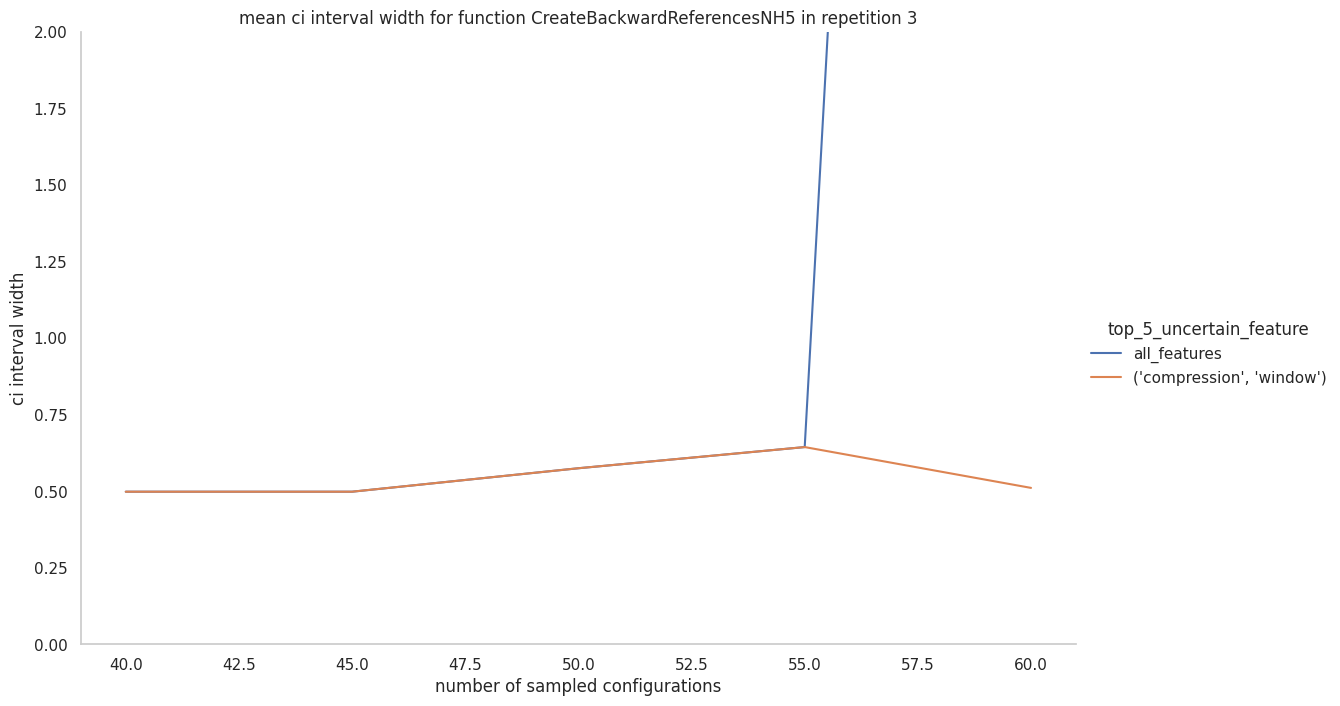 mean ci interval width for function CreateBackwardReferencesNH5 in repetition 3
2.00
1.75
1.50
1.25
1.00
0.75
0.50
0.25
0.00
ci interval width
40.0 42.5 45.0 47.5 50.0 52.5 55.0 57.5 60.0
number of sampled configurations
top_5_uncertain_feature
all_features
('compression', 'window')